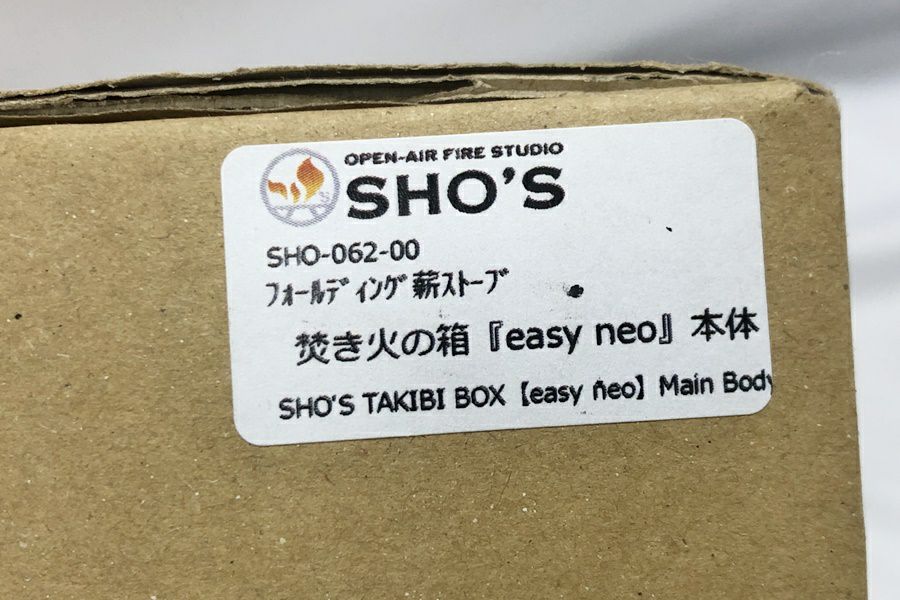 OPEN-AIR FIRE STUDIO
SHO'S
SHO-062-00
フォールディング薪ストーブ
焚き火の箱『easy neo』本体
SHO'S TAKIBI BOX【easy neo】Main Body